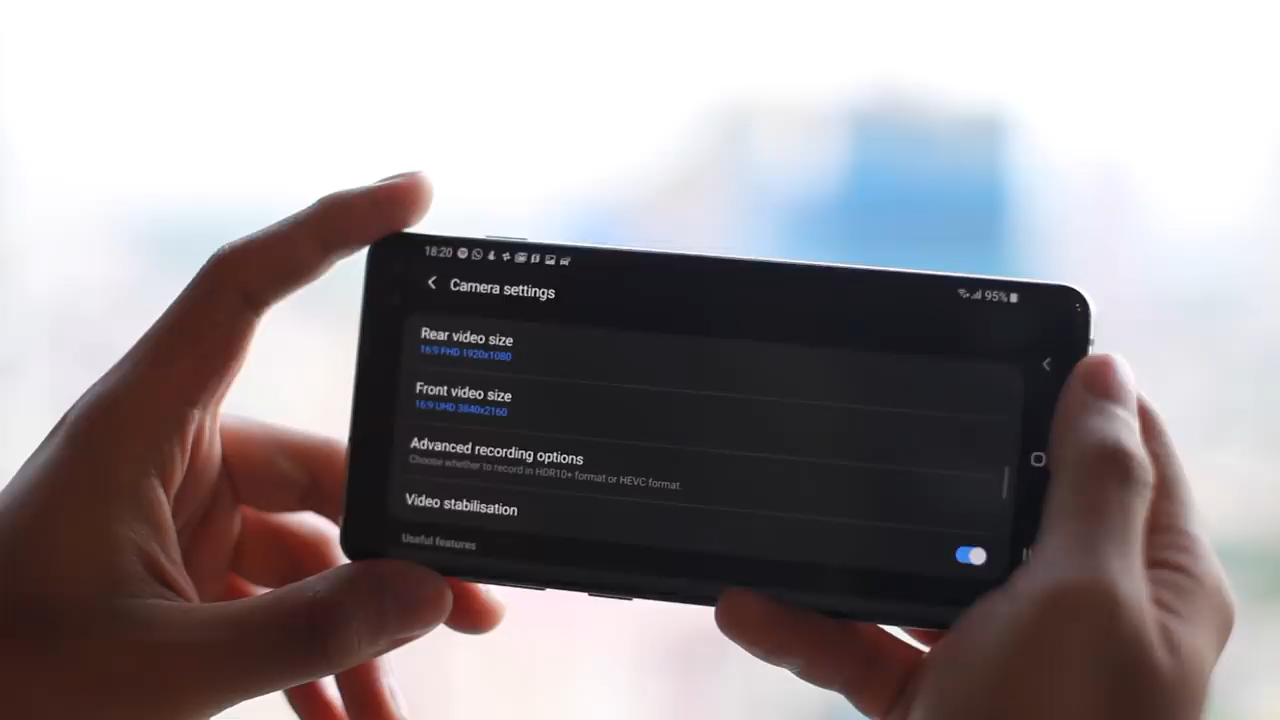 18:20
95%
Camera settings
Rear video size
16:9 FHD 1920x1080
Front video size
16:9 UHD 3840x2160
Advanced recording options
Choose whether to record in HDR10+ format or HEVC format.
Video stabilisation
Useful features